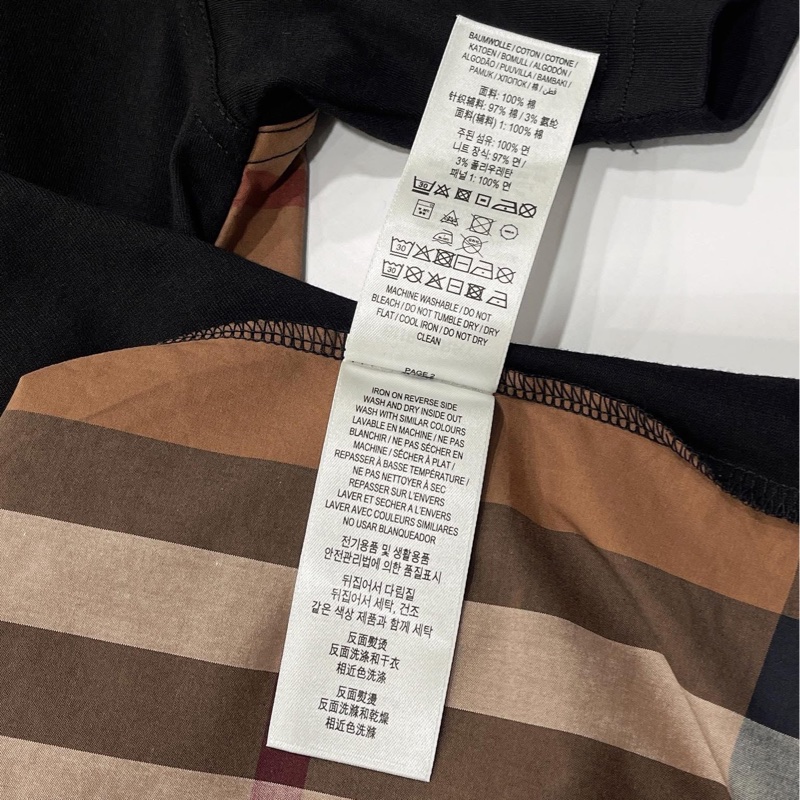 BAUMWOLLE / COTON / COTONE /
KATOEN / BOMULL / ALGODÓN /
ALGODÃO / PUUVILLA / BAMBAKI /
PAMUK / ХЛОПОК / 棉 / قطن
面料: 100% 棉
针织辅料: 97% 棉 / 3% 氨纶
面料(辅料) 1: 100% 棉
주된 섬유: 100% 면
니트 장식: 97% 면 /
3% 폴리우레탄
패널 1: 100% 면
30
30
30
MACHINE WASHABLE / DO NOT
BLEACH / DO NOT TUMBLE DRY / DRY
FLAT / COOL IRON / DO NOT DRY
CLEAN
PAGE 2
IRON ON REVERSE SIDE
WASH AND DRY INSIDE OUT
WASH WITH SIMILAR COLOURS
LAVABLE EN MACHINE / NE PAS
BLANCHIR / NE PAS SÉCHER EN
MACHINE / SÉCHER À PLAT /
REPASSER À BASSE TEMPÉRATURE /
NE PAS NETTOYER À SEC
REPASSER SUR L'ENVERS
LAVER ET SECHER A L'ENVERS
LAVER AVEC COULEURS SIMILIARES
NO USAR BLANQUEADOR
전기용품 및 생활용품
안전관리법에 의한 품질표시
뒤집어서 다림질
뒤집어서 세탁, 건조
같은 색상 제품과 함께 세탁
反面熨烫
反面洗涤和干衣
相近色洗涤
反面熨燙
反面洗滌和乾燥
相近色洗滌